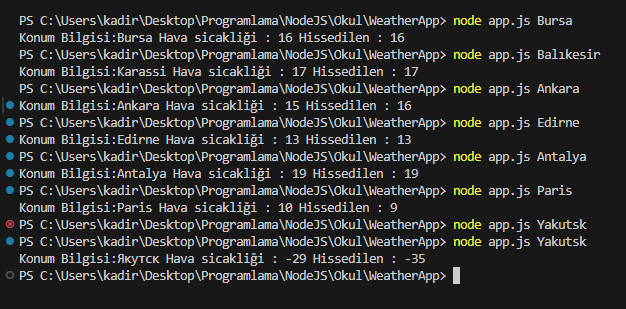 PS C:\Users\kadir\Desktop\Programlama\NodeJS\Okul\WeatherApp> node app.js Bursa
Konum Bilgisi:Bursa Hava sicakliği : 16 Hissedilen : 16
PS C:\Users\kadir\Desktop\Programlama\NodeJS\Okul\WeatherApp> node app.js Balıkesir
Konum Bilgisi:Karassi Hava sicakliği : 17 Hissedilen : 17
PS C:\Users\kadir\Desktop\Programlama\NodeJS\Okul\WeatherApp> node app.js Ankara
Konum Bilgisi:Ankara Hava sicakliği : 15 Hissedilen : 16
PS C:\Users\kadir\Desktop\Programlama\NodeJS\Okul\WeatherApp> node app.js Edirne
Konum Bilgisi:Edirne Hava sicakliği : 13 Hissedilen : 13
PS C:\Users\kadir\Desktop\Programlama\NodeJS\Okul\WeatherApp> node app.js Antalya
Konum Bilgisi:Antalya Hava sicakliği : 19 Hissedilen : 19
PS C:\Users\kadir\Desktop\Programlama\NodeJS\Okul\WeatherApp> node app.js Paris
Konum Bilgisi:Paris Hava sicakliği : 10 Hissedilen : 9
PS C:\Users\kadir\Desktop\Programlama\NodeJS\Okul\WeatherApp> node app.js Yakutsk
PS C:\Users\kadir\Desktop\Programlama\NodeJS\Okul\WeatherApp> node app.js Yakutsk
Konum Bilgisi:Якутск Hava sicakliği : -29 Hissedilen : -35
PS C:\Users\kadir\Desktop\Programlama\NodeJS\Okul\WeatherApp>